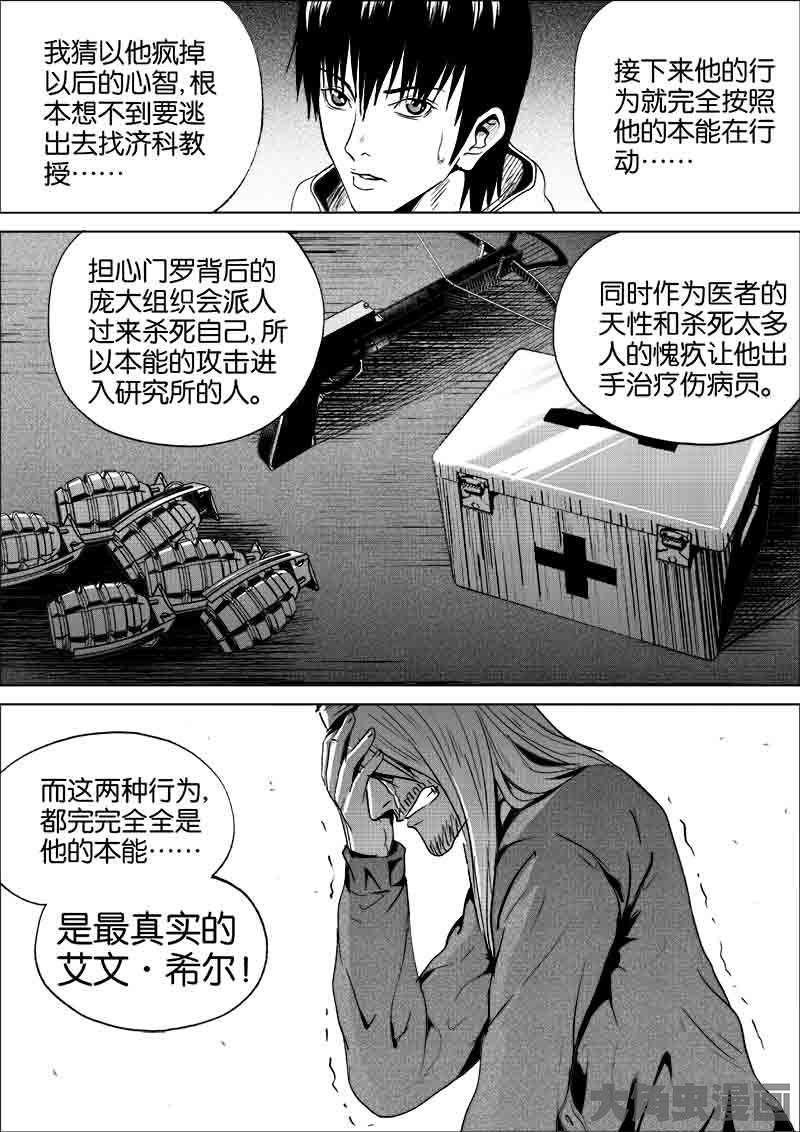 我猜以他疯掉
以后的心智,根
本想不到要逃
出去找济科教
授……
接下来他的行
为就完全按照
他的本能在行
动……
担心门罗背后的
庞大组织会派人
过来杀死自己,所
以本能的攻击进
入研究所的人。
同时作为医者的
天性和杀死太多
人的愧疚让他出
手治疗伤病员。
而这两种行为,
都完完全全是
他的本能……
是最真实的
艾文·希尔!
大角虫漫画